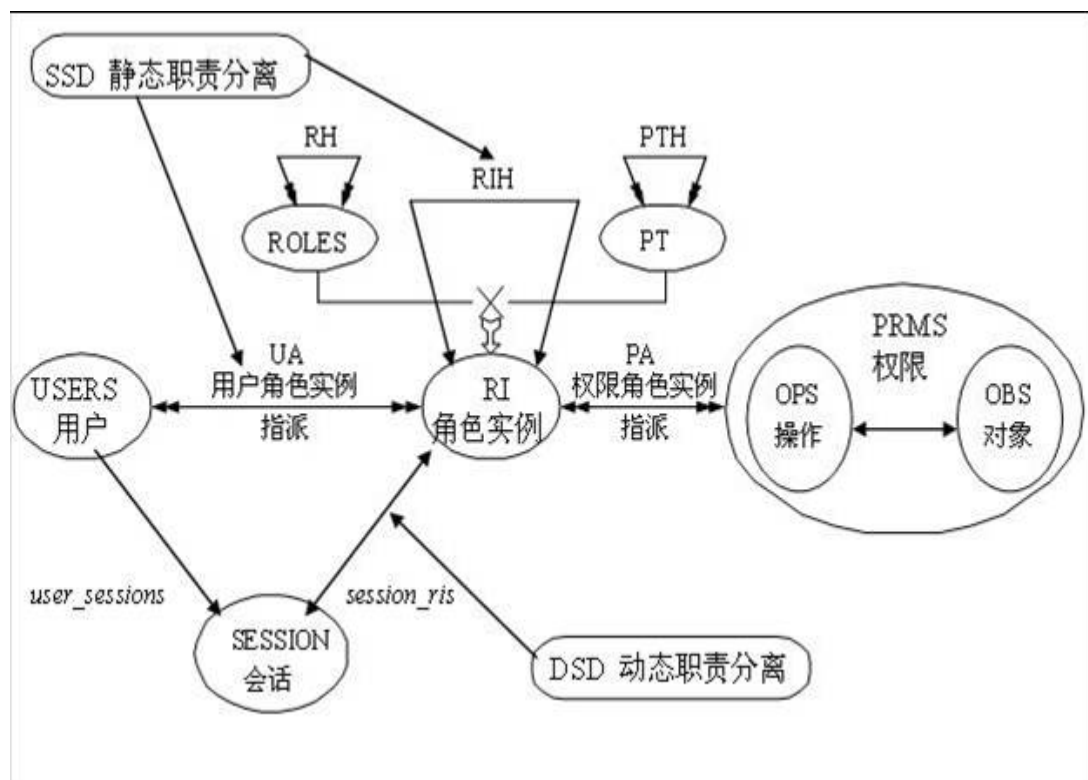 SSD 静态职责分离
RH
PTH
RIH
ROLES
PT
PRMS
权限
UA
用户角色实例
指派
PA
权限角色实例
指派
USERS
用户
RI
角色实例
OPS
操作
OBS
对象
user_sessions
session_ris
SESSION
会话
DSD 动态职责分离